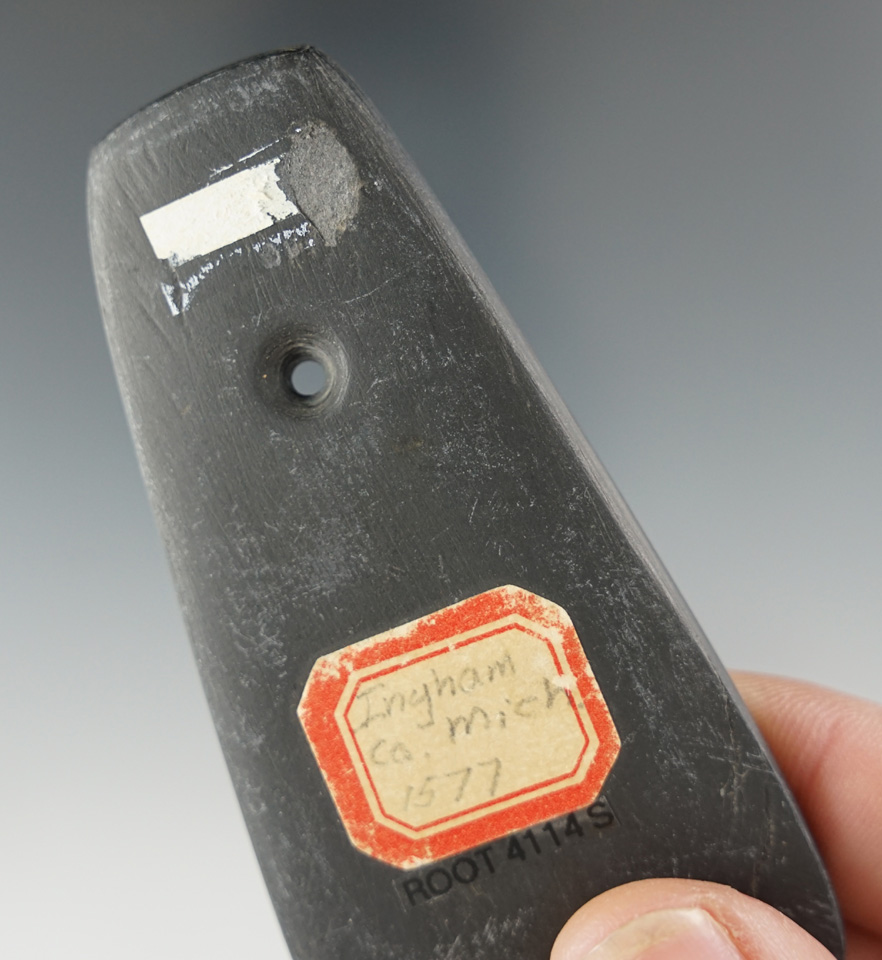 Ingham
Co. Mich.
1577
ROOT 4114 S